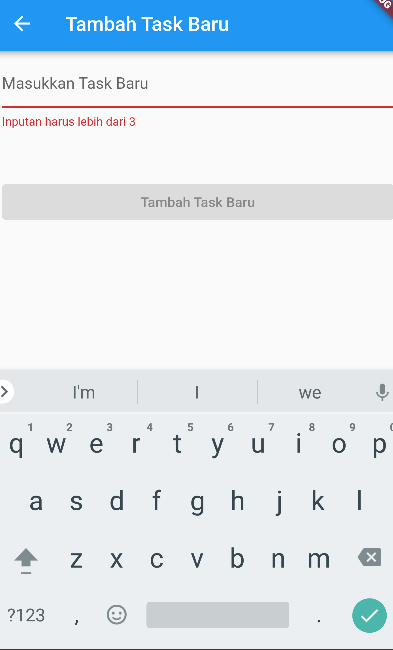 Tambah Task Baru
Masukkan Task Baru
Inputan harus lebih dari 3
Tambah Task Baru
I'm I we
1 2 3 4 5 6 7 8 9
q w e r t y u i o p
a s d f g h j k l
z x c v b n m
?123 , .